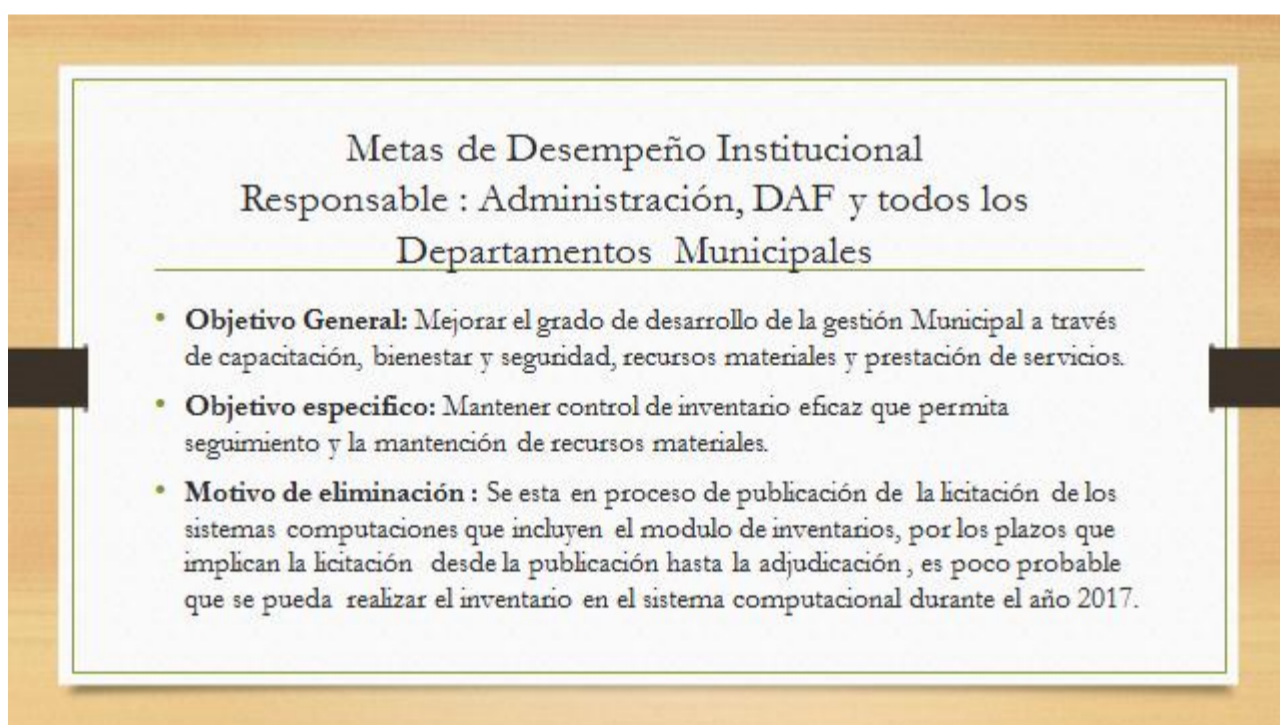 Metas de Desempeño Institucional
Responsable : Administración, DAF y todos los
Departamentos Municipales
• Objetivo General: Mejorar el grado de desarrollo de la gestión Municipal a través
de capacitación, bienestar y seguridad, recursos materiales y prestación de servicios.
• Objetivo especifico: Mantener control de inventario eficaz que permita
seguimiento y la mantención de recursos materiales.
• Motivo de eliminación : Se esta en proceso de publicación de la licitación de los
sistemas computaciones que incluyen el modulo de inventarios, por los plazos que
implican la licitación desde la publicación hasta la adjudicación , es poco probable
que se pueda realizar el inventario en el sistema computacional durante el año 2017.